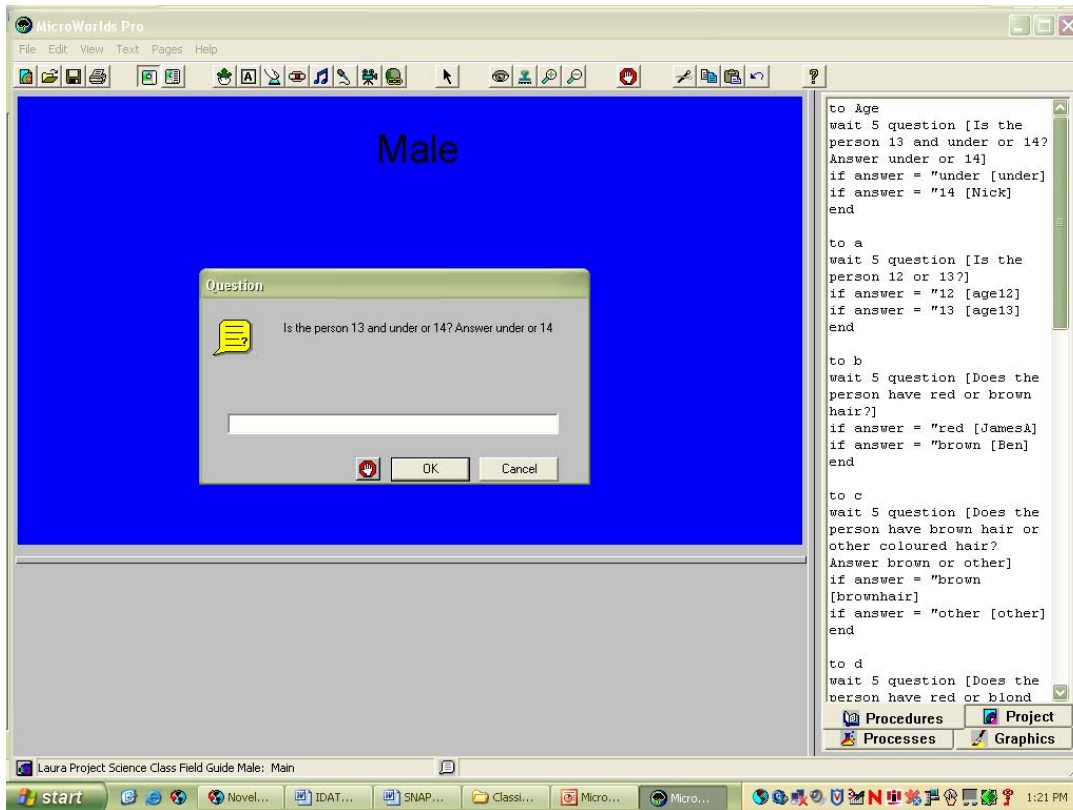 MicroWorlds Pro
File Edit View Text Pages Help
Male
Question
Is the person 13 and under or 14? Answer under or 14
OK Cancel
to Age
wait 5 question [Is the
person 13 and under or 14?
Answer under or 14]
if answer = "under [under]
if answer = "14 [Nick]
end
to a
wait 5 question [Is the
person 12 or 13?]
if answer = "12 [age12]
if answer = "13 [age13]
end
to b
wait 5 question [Does the
person have red or brown
hair?]
if answer = "red [JamesA]
if answer = "brown [Ben]
end
to c
wait 5 question [Does the
person have brown hair or
other coloured hair?
Answer brown or other]
if answer = "brown
[brownhair]
if answer = "other [other]
end
to d
wait 5 question [Does the
person have red or blond
Procedures Project
Processes Graphics
Laura Project Science Class Field Guide Male: Main
start Novel... IDAT... SNAP... Classi... Micro... Micro... 1:21 PM